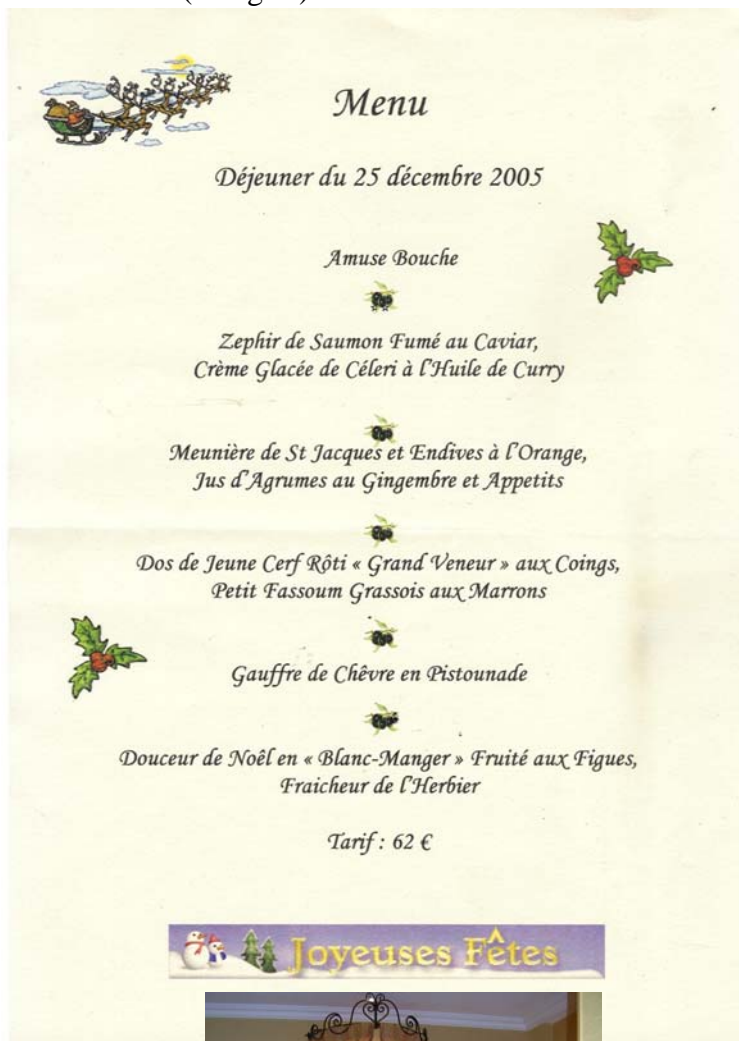 Menu
Déjeuner du 25 décembre 2005
Amuse Bouche
Zephir de Saumon Fumé au Caviar,
Crème Glacée de Céleri à l'Huile de Curry
Meunière de St Jacques et Endives à l'Orange,
Jus d'Agrumes au Gingembre et Appetits
Dos de Jeune Cerf Rôti « Grand Veneur » aux Coings,
Petit Fassoum Grassois aux Marrons
Gauffre de Chêvre en Pistounade
Douceur de Noêl en « Blanc-Manger » Fruité aux Figues,
Fraicheur de l'Herbier
Tarif : 62 €
Joyeuses Fêtes